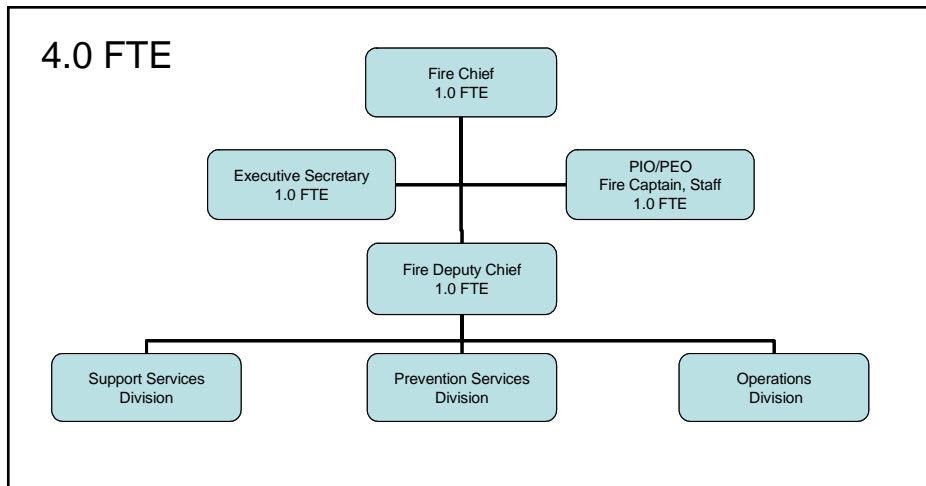 4.0 FTE
Fire Chief
1.0 FTE
Executive Secretary
1.0 FTE
PIO/PEO
Fire Captain, Staff
1.0 FTE
Fire Deputy Chief
1.0 FTE
Support Services
Division
Prevention Services
Division
Operations
Division